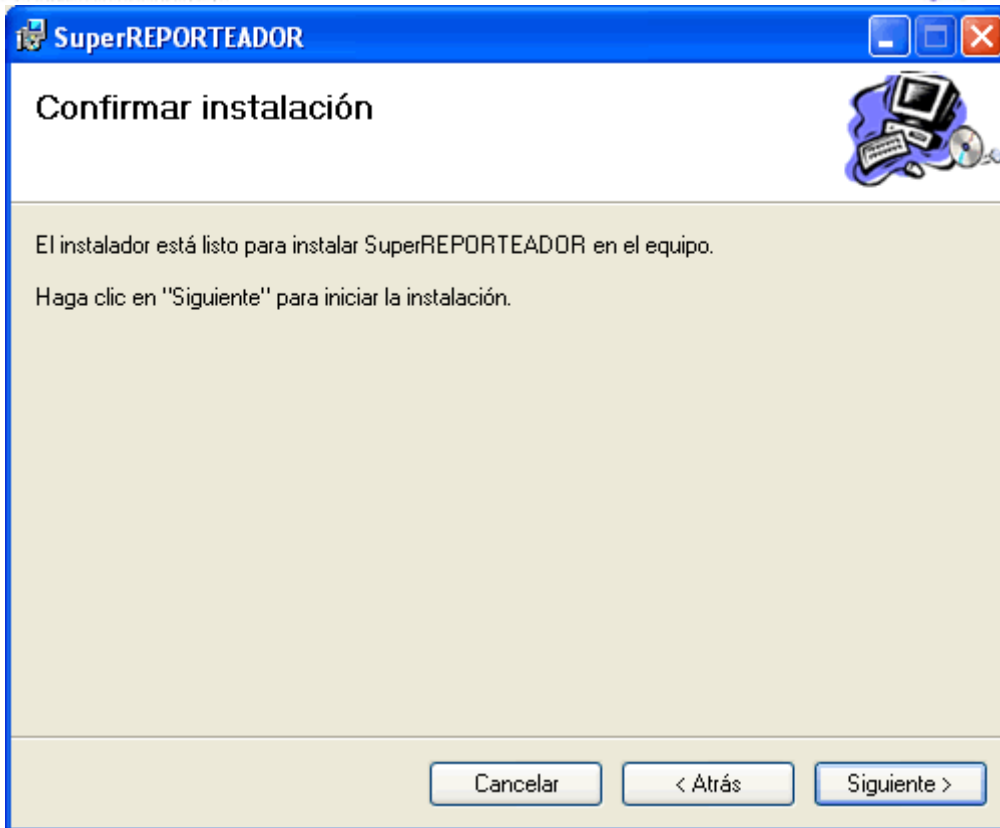 SuperREPORTEADOR
Confirmar instalación
El instalador está listo para instalar SuperREPORTEADOR en el equipo.
Haga clic en "Siguiente" para iniciar la instalación.
Cancelar
< Atrás
Siguiente >